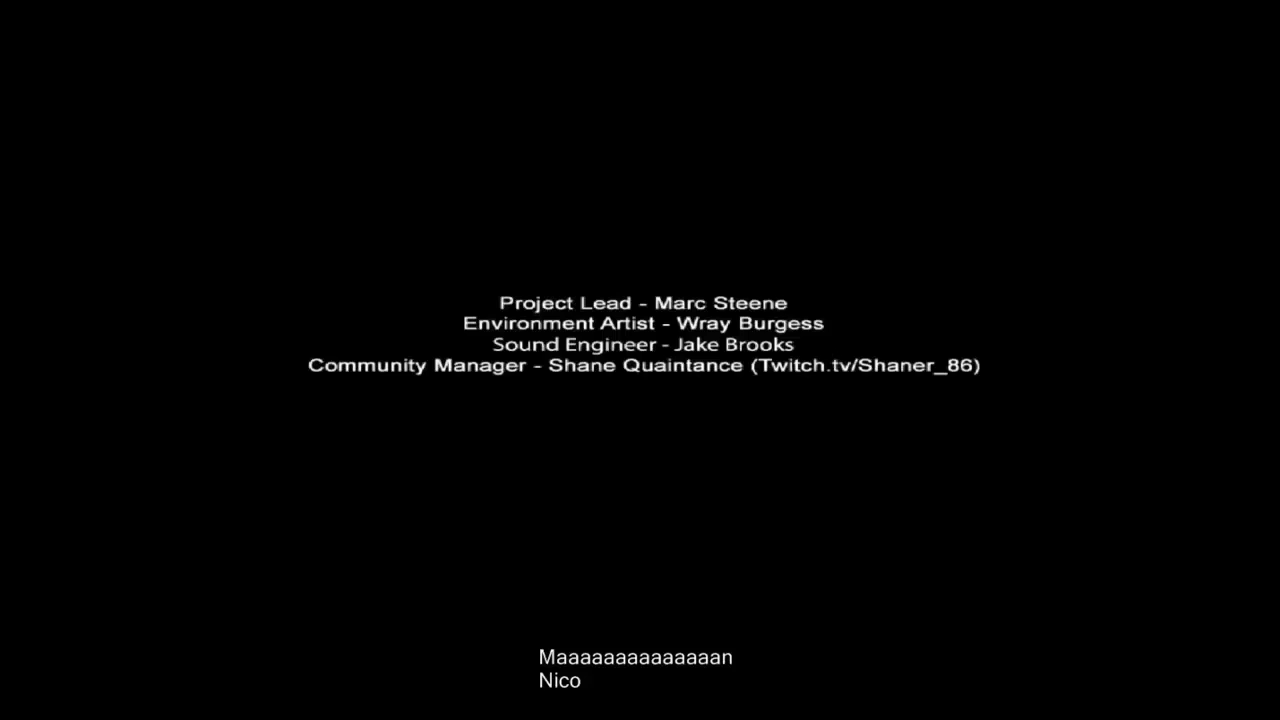 Project Lead - Marc Steene
Environment Artist - Wray Burgess
Sound Engineer - Jake Brooks
Community Manager - Shane Quaintance (Twitch.tv/Shaner_86)
Maaaaaaaaaaaaaaan
Nico